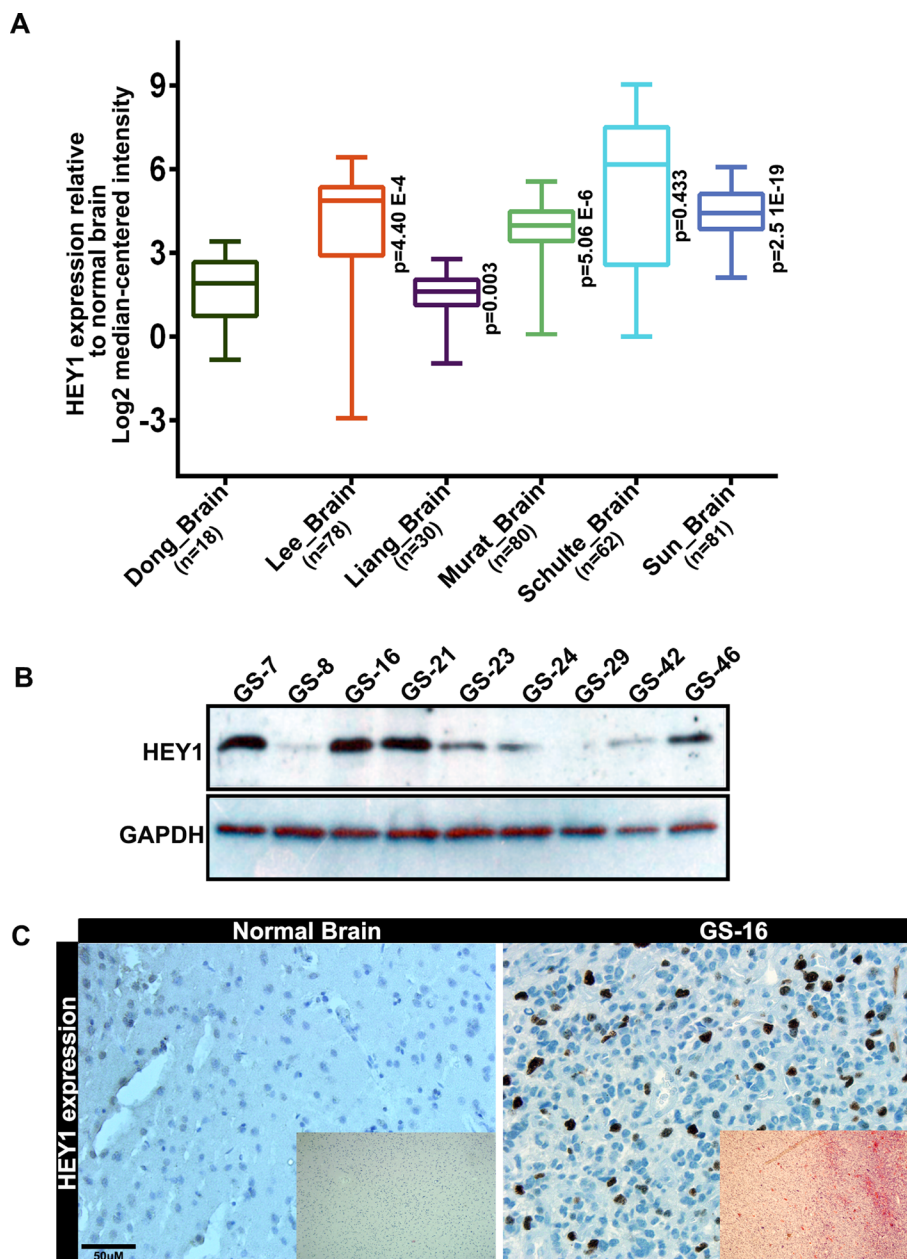 A
HEY1 expression relative
to normal brain
Log2 median-centered intensity
9
6
3
0
-3
p=4.40 E-4
p=0.003
p=5.06 E-6
p=0.433
p=2.5 1E-19
Dong_Brain
(n=18)
Lee_Brain
(n=78)
Liang_Brain
(n=30)
Murat_Brain
(n=80)
Schulte_Brain
(n=62)
Sun_Brain
(n=81)
B
GS-7 GS-8 GS-16 GS-21 GS-23 GS-24 GS-29 GS-42 GS-46
HEY1
GAPDH
C
Normal Brain GS-16
HEY1 expression
50µM